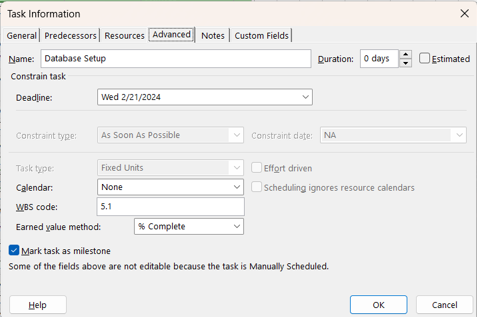 Task Information
General Predecessors Resources Advanced Notes Custom Fields
Name: Database Setup Duration: 0 days Estimated
Constrain task
Deadline: Wed 2/21/2024
Constraint type: As Soon As Possible Constraint date: NA
Task type: Fixed Units Effort driven
Calendar: None Scheduling ignores resource calendars
WBS code: 5.1
Earned value method: % Complete
Mark task as milestone
Some of the fields above are not editable because the task is Manually Scheduled.
Help OK Cancel